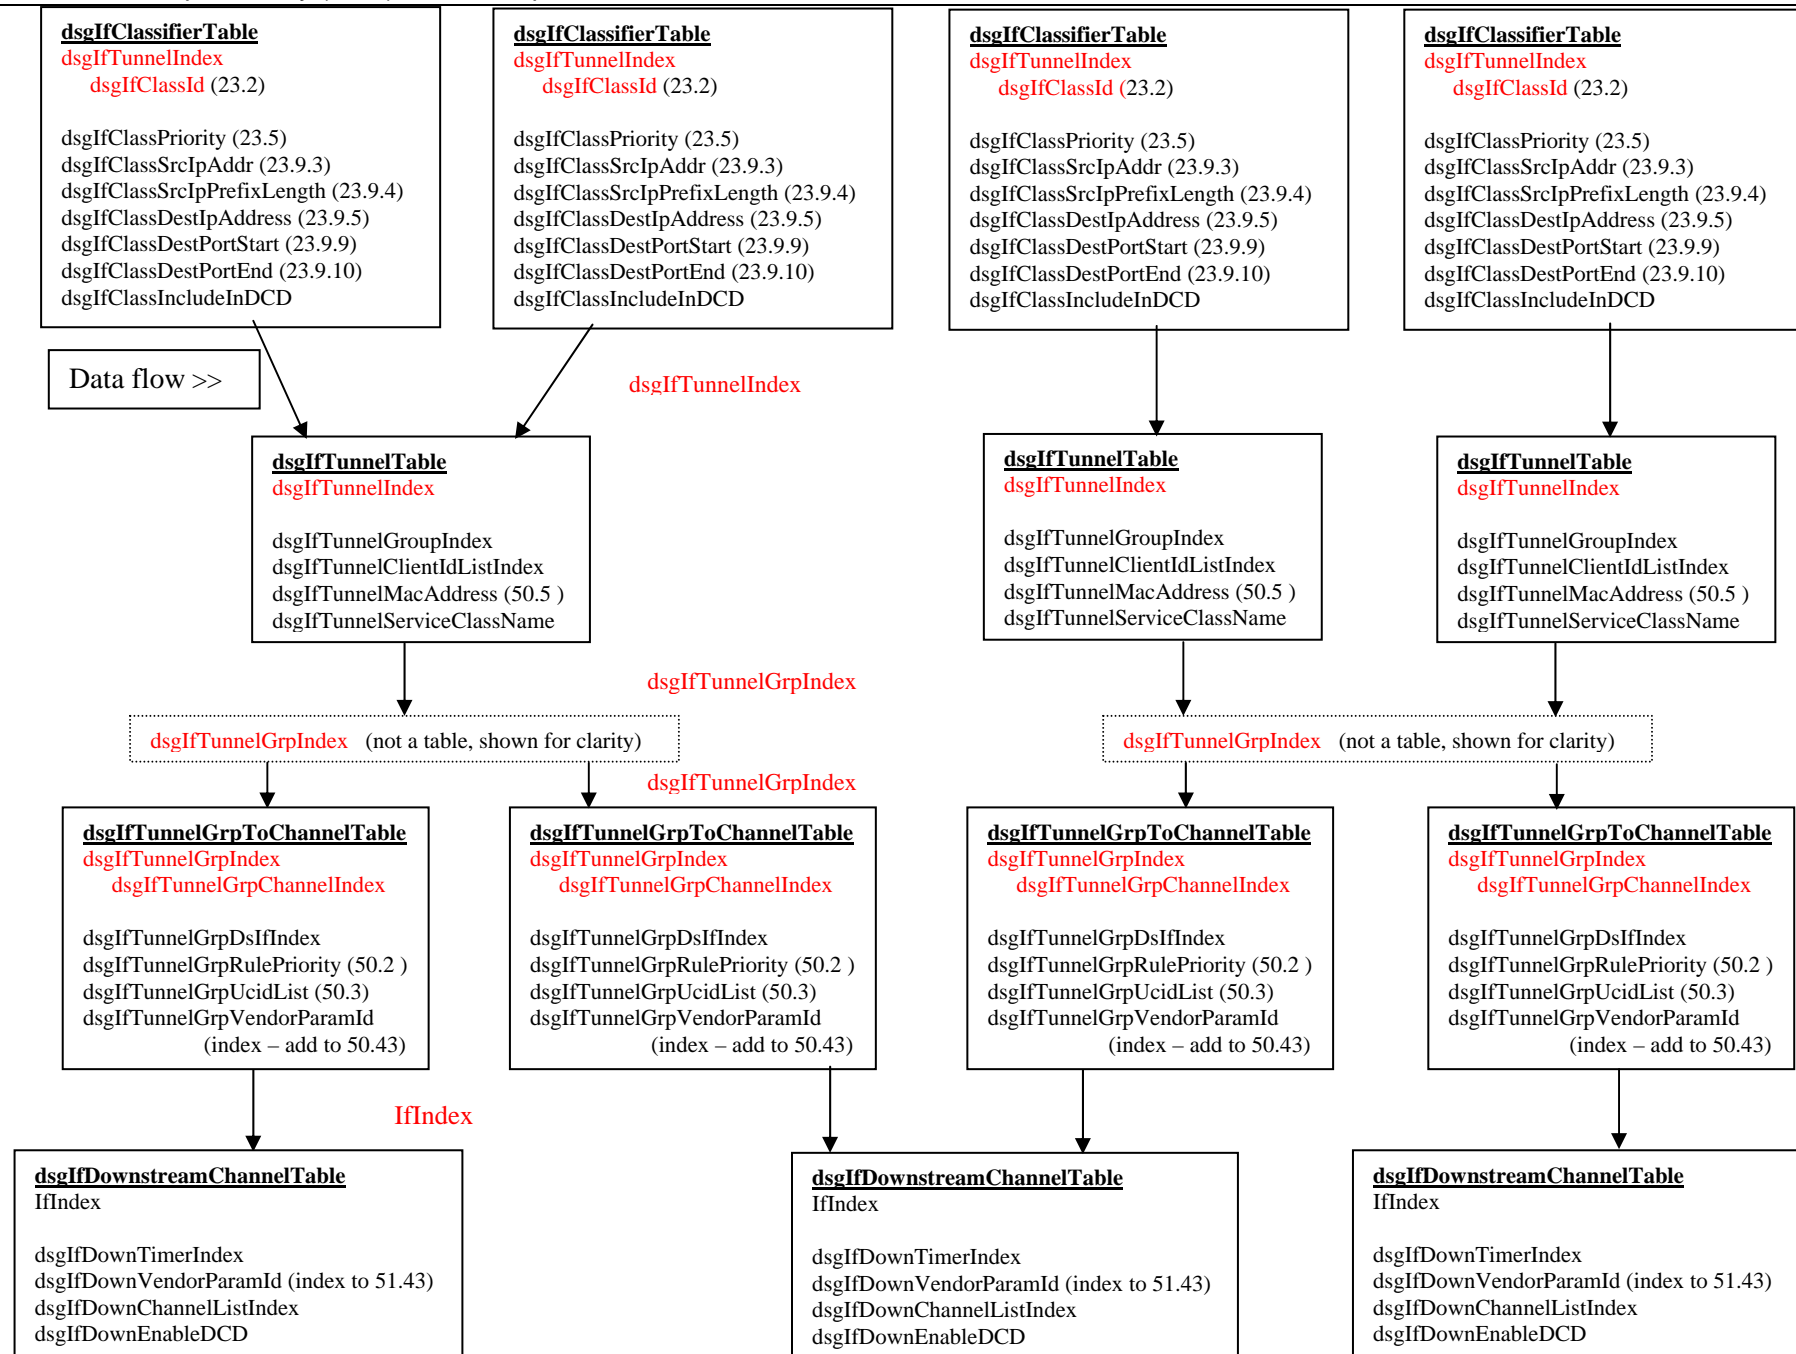 dsgIfClassifierTable
dsgIfTunnelIndex
dsgIfClassId (23.2)
dsgIfClassPriority (23.5)
dsgIfClassSrcIpAddr (23.9.3)
dsgIfClassSrcIpPrefixLength (23.9.4)
dsgIfClassDestIpAddress (23.9.5)
dsgIfClassDestPortStart (23.9.9)
dsgIfClassDestPortEnd (23.9.10)
dsgIfClassIncludeInDCD
dsgIfClassifierTable
dsgIfTunnelIndex
dsgIfClassId (23.2)
dsgIfClassPriority (23.5)
dsgIfClassSrcIpAddr (23.9.3)
dsgIfClassSrcIpPrefixLength (23.9.4)
dsgIfClassDestIpAddress (23.9.5)
dsgIfClassDestPortStart (23.9.9)
dsgIfClassDestPortEnd (23.9.10)
dsgIfClassIncludeInDCD
dsgIfClassifierTable
dsgIfTunnelIndex
dsgIfClassId (23.2)
dsgIfClassPriority (23.5)
dsgIfClassSrcIpAddr (23.9.3)
dsgIfClassSrcIpPrefixLength (23.9.4)
dsgIfClassDestIpAddress (23.9.5)
dsgIfClassDestPortStart (23.9.9)
dsgIfClassDestPortEnd (23.9.10)
dsgIfClassIncludeInDCD
dsgIfClassifierTable
dsgIfTunnelIndex
dsgIfClassId (23.2)
dsgIfClassPriority (23.5)
dsgIfClassSrcIpAddr (23.9.3)
dsgIfClassSrcIpPrefixLength (23.9.4)
dsgIfClassDestIpAddress (23.9.5)
dsgIfClassDestPortStart (23.9.9)
dsgIfClassDestPortEnd (23.9.10)
dsgIfClassIncludeInDCD
Data flow >>
dsgIfTunnelIndex
dsgIfTunnelTable
dsgIfTunnelIndex
dsgIfTunnelGroupIndex
dsgIfTunnelClientIdListIndex
dsgIfTunnelMacAddress (50.5 )
dsgIfTunnelServiceClassName
dsgIfTunnelTable
dsgIfTunnelIndex
dsgIfTunnelGroupIndex
dsgIfTunnelClientIdListIndex
dsgIfTunnelMacAddress (50.5 )
dsgIfTunnelServiceClassName
dsgIfTunnelTable
dsgIfTunnelIndex
dsgIfTunnelGroupIndex
dsgIfTunnelClientIdListIndex
dsgIfTunnelMacAddress (50.5 )
dsgIfTunnelServiceClassName
dsgIfTunnelGrpIndex
dsgIfTunnelGrpIndex (not a table, shown for clarity)
dsgIfTunnelGrpIndex (not a table, shown for clarity)
dsgIfTunnelGrpIndex
dsgIfTunnelGrpToChannelTable
dsgIfTunnelGrpIndex
dsgIfTunnelGrpChannelIndex
dsgIfTunnelGrpDsIfIndex
dsgIfTunnelGrpRulePriority (50.2 )
dsgIfTunnelGrpUcidList (50.3)
dsgIfTunnelGrpVendorParamId
(index – add to 50.43)
dsgIfTunnelGrpToChannelTable
dsgIfTunnelGrpIndex
dsgIfTunnelGrpChannelIndex
dsgIfTunnelGrpDsIfIndex
dsgIfTunnelGrpRulePriority (50.2 )
dsgIfTunnelGrpUcidList (50.3)
dsgIfTunnelGrpVendorParamId
(index – add to 50.43)
dsgIfTunnelGrpToChannelTable
dsgIfTunnelGrpIndex
dsgIfTunnelGrpChannelIndex
dsgIfTunnelGrpDsIfIndex
dsgIfTunnelGrpRulePriority (50.2 )
dsgIfTunnelGrpUcidList (50.3)
dsgIfTunnelGrpVendorParamId
(index – add to 50.43)
dsgIfTunnelGrpToChannelTable
dsgIfTunnelGrpIndex
dsgIfTunnelGrpChannelIndex
dsgIfTunnelGrpDsIfIndex
dsgIfTunnelGrpRulePriority (50.2 )
dsgIfTunnelGrpUcidList (50.3)
dsgIfTunnelGrpVendorParamId
(index – add to 50.43)
IfIndex
dsgIfDownstreamChannelTable
IfIndex
dsgIfDownTimerIndex
dsgIfDownVendorParamId (index to 51.43)
dsgIfDownChannelListIndex
dsgIfDownEnableDCD
dsgIfDownstreamChannelTable
IfIndex
dsgIfDownTimerIndex
dsgIfDownVendorParamId (index to 51.43)
dsgIfDownChannelListIndex
dsgIfDownEnableDCD
dsgIfDownstreamChannelTable
IfIndex
dsgIfDownTimerIndex
dsgIfDownVendorParamId (index to 51.43)
dsgIfDownChannelListIndex
dsgIfDownEnableDCD